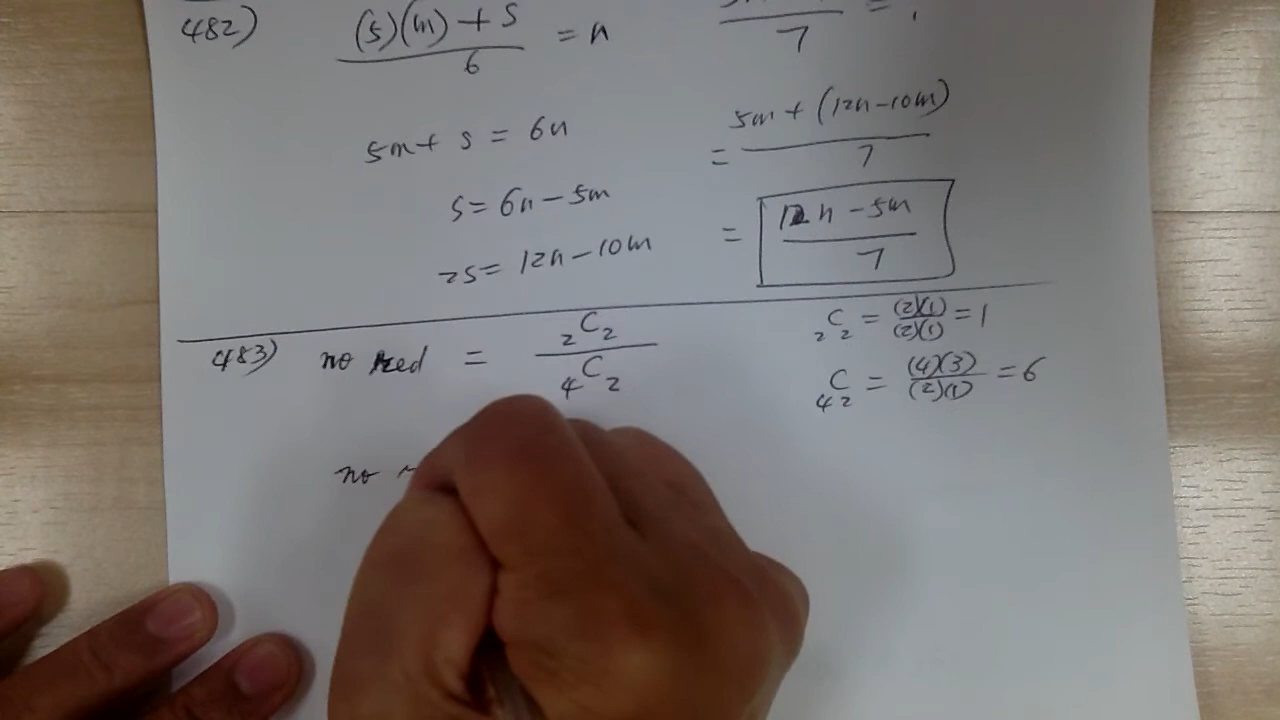 482) (5)(m) + s / 6 = n
7 =
5m + s = 6n
= 5m + (12n - 10m) / 7
s = 6n - 5m
= 12n - 5m / 7
2s = 12n - 10m
483) no red = 2C2 / 4C2
2C2 = (2)(1) / (2)(1) = 1
4C2 = (4)(3) / (2)(1) = 6
no